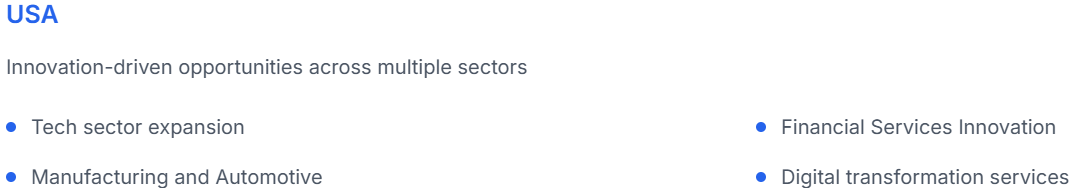 USA
Innovation-driven opportunities across multiple sectors
Tech sector expansion
Financial Services Innovation
Manufacturing and Automotive
Digital transformation services